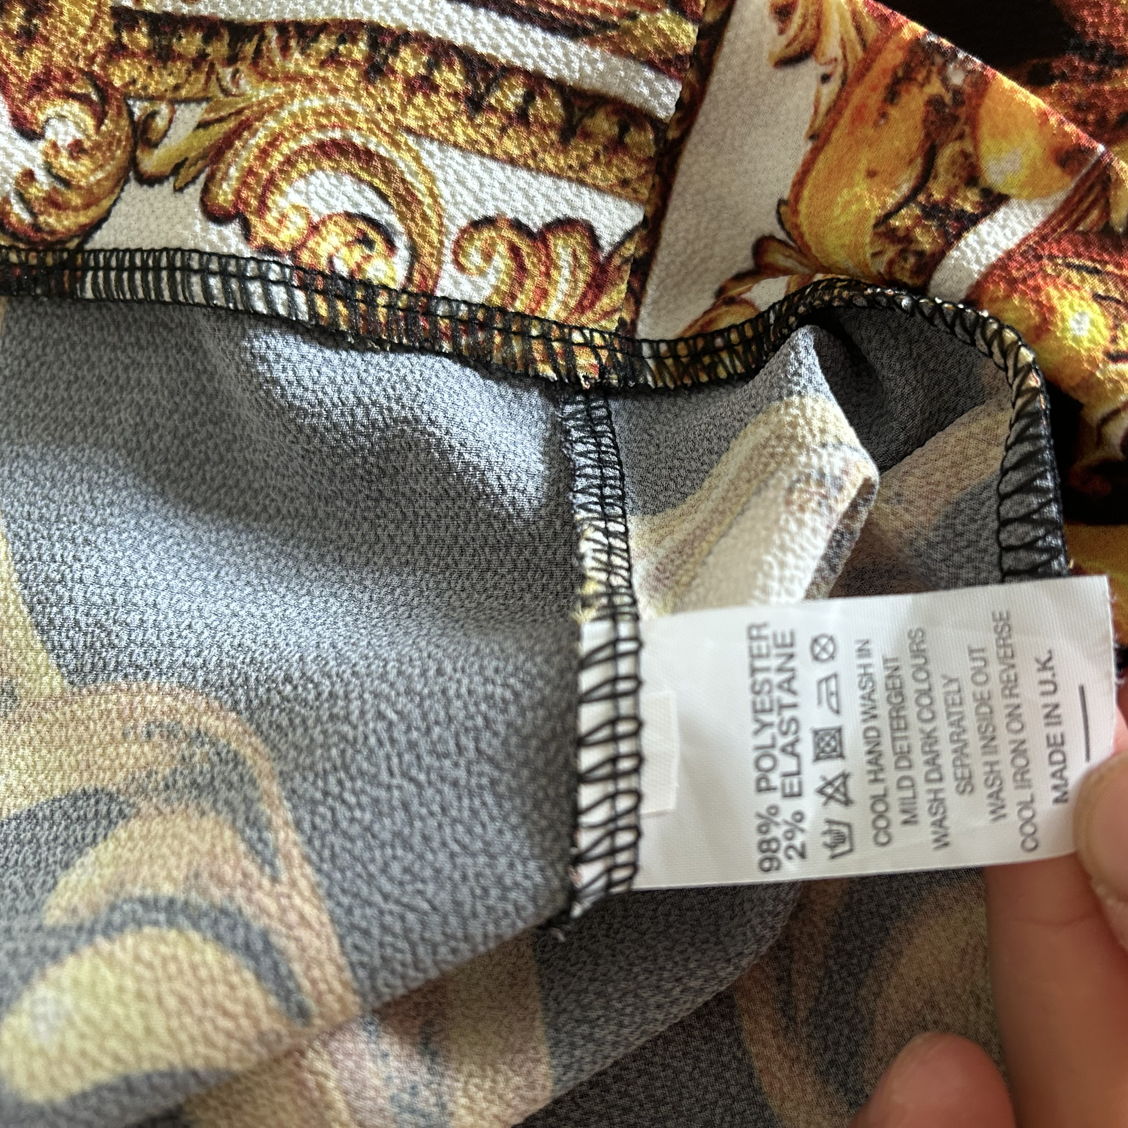 98% POLYESTER
2% ELASTANE
COOL HAND WASH IN
MILD DETERGENT
WASH DARK COLOURS
SEPARATELY
WASH INSIDE OUT
COOL IRON ON REVERSE
MADE IN U.K.